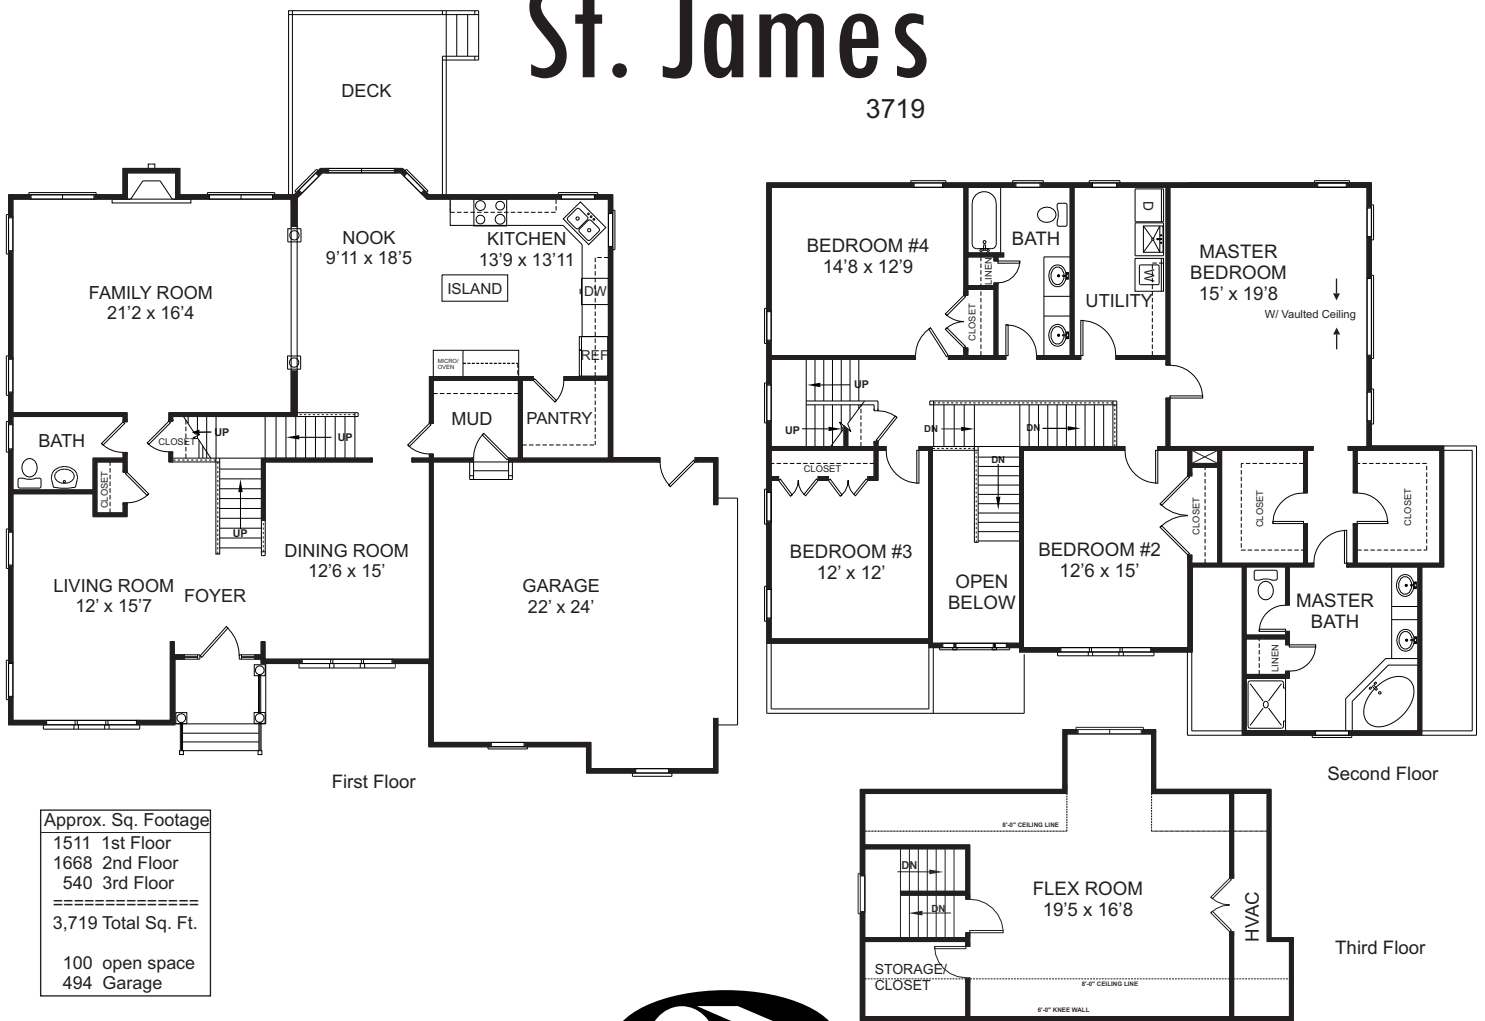 St. James
3719
DECK
NOOK
9'11 x 18'5
KITCHEN
13'9 x 13'11
ISLAND
DW
REF
MICRO/
OVEN
FAMILY ROOM
21'2 x 16'4
MUD
PANTRY
BATH
CLOSET
UP
UP
CLOSET
UP
LIVING ROOM
12' x 15'7
FOYER
DINING ROOM
12'6 x 15'
GARAGE
22' x 24'
First Floor
BEDROOM #4
14'8 x 12'9
BATH
LINEN
CLOSET
D
W
UTILITY
MASTER
BEDROOM
15' x 19'8
W/ Vaulted Ceiling
UP
UP
DN
DN
DN
CLOSET
BEDROOM #3
12' x 12'
OPEN
BELOW
BEDROOM #2
12'6 x 15'
CLOSET
CLOSET
CLOSET
MASTER
BATH
LINEN
Second Floor
8'-0" CEILING LINE
DN
DN
FLEX ROOM
19'5 x 16'8
HVAC
STORAGE/
CLOSET
8'-0" CEILING LINE
6'-0" KNEE WALL
Third Floor
Approx. Sq. Footage
1511 1st Floor
1668 2nd Floor
540 3rd Floor
==============
3,719 Total Sq. Ft.
100 open space
494 Garage